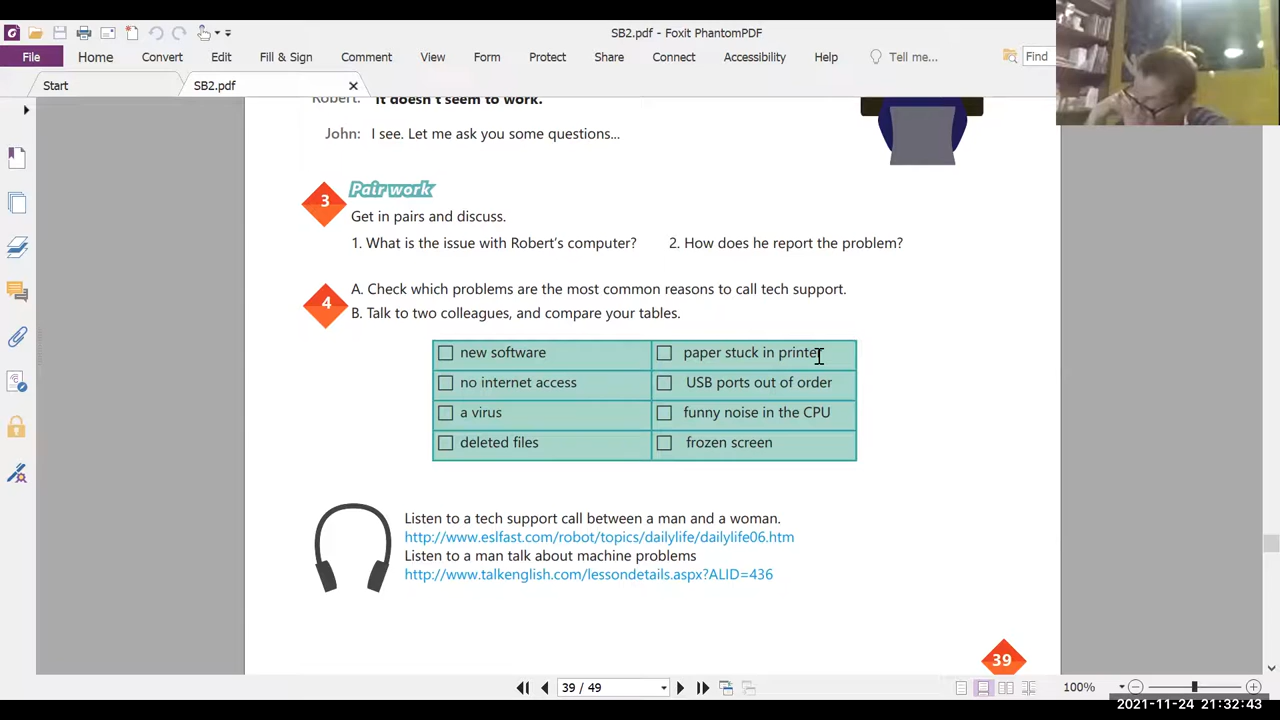 SB2.pdf - Foxit PhantomPDF
File Home Convert Edit Fill & Sign Comment View Form Protect Share Connect Accessibility Help Tell me... Find
Start SB2.pdf
Robert: It doesn't seem to work.
John: I see. Let me ask you some questions...
3 Pair work
Get in pairs and discuss.
1. What is the issue with Robert's computer? 2. How does he report the problem?
4 A. Check which problems are the most common reasons to call tech support.
B. Talk to two colleagues, and compare your tables.
new software paper stuck in printer
no internet access USB ports out of order
a virus funny noise in the CPU
deleted files frozen screen
Listen to a tech support call between a man and a woman.
http://www.eslfast.com/robot/topics/dailylife/dailylife06.htm
Listen to a man talk about machine problems
http://www.talkenglish.com/lessondetails.aspx?ALID=436
39
39 / 49 100%
2021-11-24 21:32:43